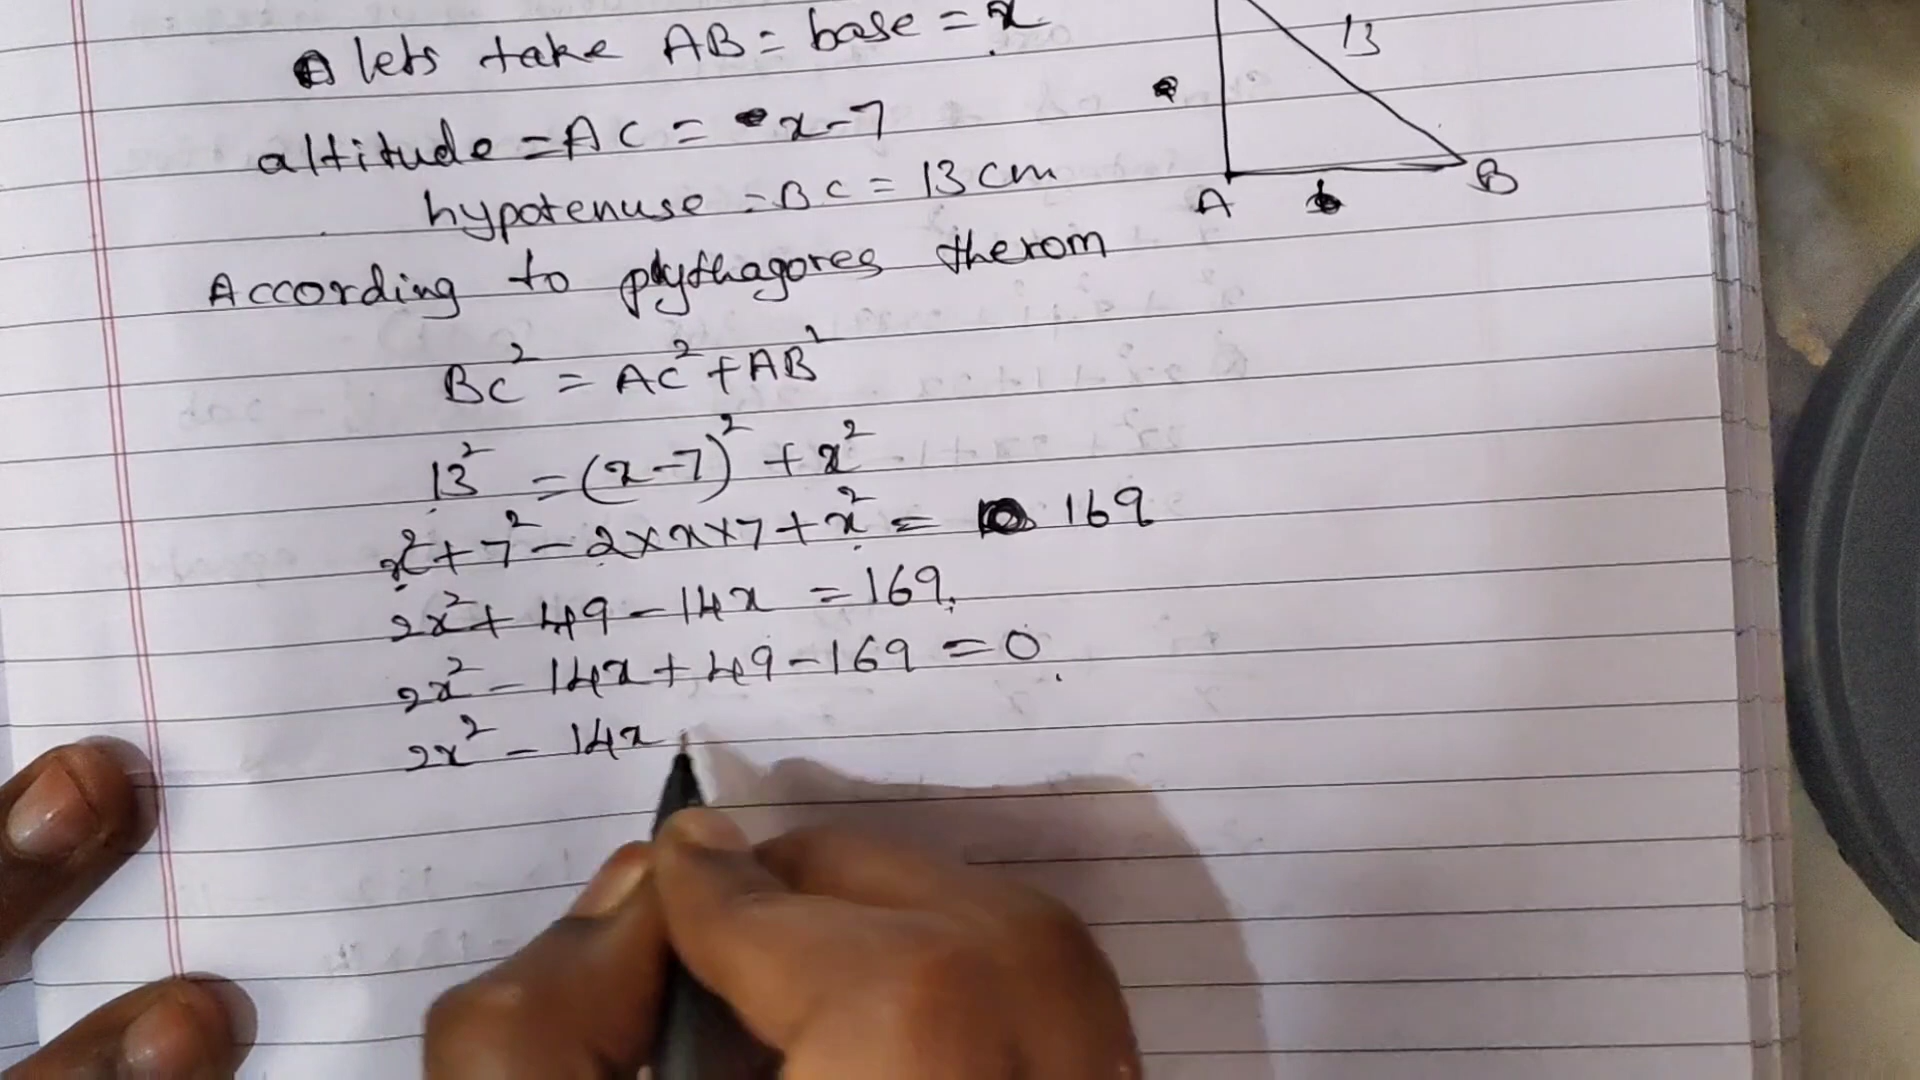 lets take AB = base = x
13
altitude = AC = x-7
hypotenuse = BC = 13 cm
A B
According to pythagores therom
BC² = AC² + AB²
13² = (x-7)² + x²
x² + 7² - 2×x×7 + x² = 169
2x² + 49 - 14x = 169.
2x² - 14x + 49 - 169 = 0
2x² - 14x